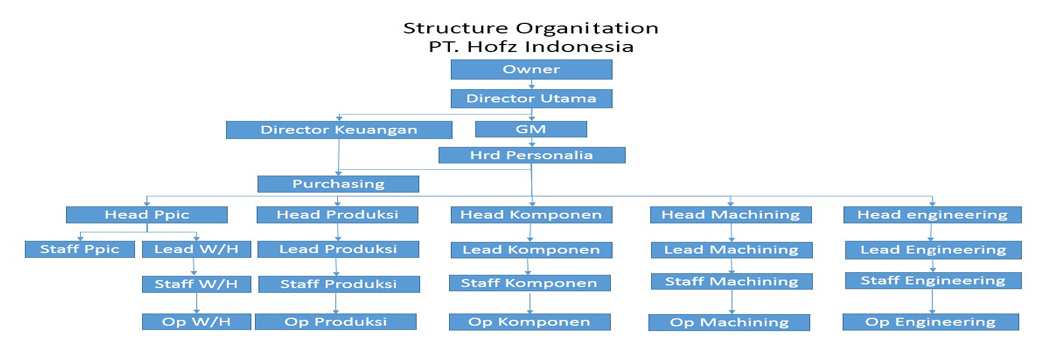 Structure Organitation
PT. Hofz Indonesia
Owner
Director Utama
Director Keuangan
GM
Hrd Personalia
Purchasing
Head Ppic
Head Produksi
Head Komponen
Head Machining
Head engineering
Staff Ppic
Lead W/H
Lead Produksi
Lead Komponen
Lead Machining
Lead Engineering
Staff W/H
Staff Produksi
Staff Komponen
Staff Machining
Staff Engineering
Op W/H
Op Produksi
Op Komponen
Op Machining
Op Engineering